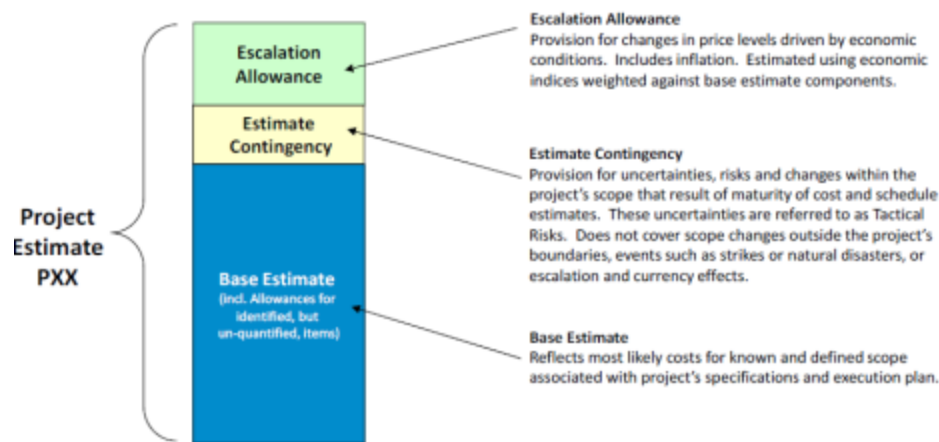 Project
Estimate
PXX
Escalation
Allowance
Estimate
Contingency
Base Estimate
(incl. Allowances for
identified, but
un-quantified, items)
Escalation Allowance
Provision for changes in price levels driven by economic
conditions. Includes inflation. Estimated using economic
indices weighted against base estimate components.
Estimate Contingency
Provision for uncertainties, risks and changes within the
project's scope that result of maturity of cost and schedule
estimates. These uncertainties are referred to as Tactical
Risks. Does not cover scope changes outside the project's
boundaries, events such as strikes or natural disasters, or
escalation and currency effects.
Base Estimate
Reflects most likely costs for known and defined scope
associated with project's specifications and execution plan.